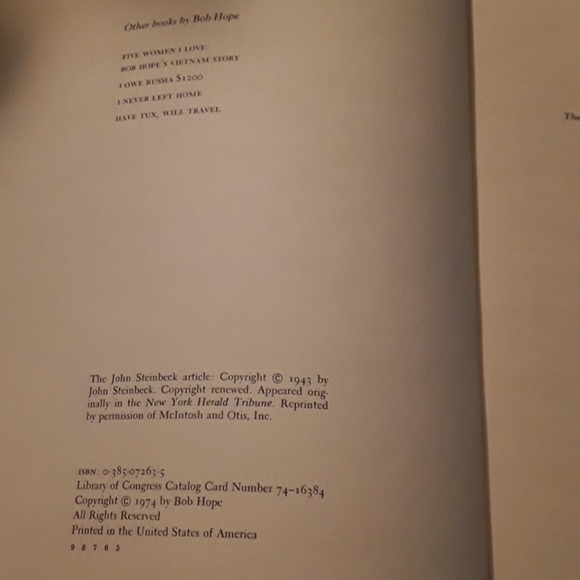 Other books by Bob Hope
FIVE WOMEN I LOVE:
BOB HOPE'S VIETNAM STORY
I OWE RUSSIA $1200
I NEVER LEFT HOME
HAVE TUX, WILL TRAVEL
The
The John Steinbeck article: Copyright © 1943 by
John Steinbeck. Copyright renewed. Appeared orig-
inally in the New York Herald Tribune. Reprinted
by permission of McIntosh and Otis, Inc.
ISBN: 0-385-07263-5
Library of Congress Catalog Card Number 74-16384
Copyright © 1974 by Bob Hope
All Rights Reserved
Printed in the United States of America
9 8 7 6 5